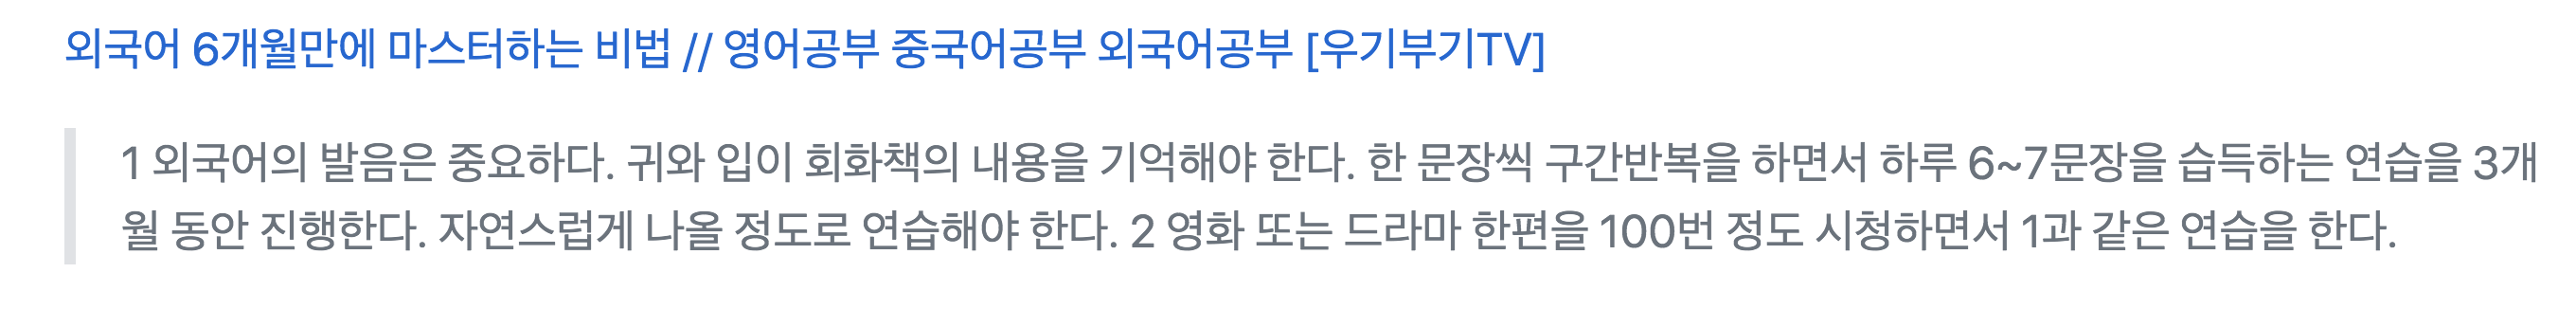 외국어 6개월만에 마스터하는 비법 // 영어공부 중국어공부 외국어공부 [우기부기TV]
1 외국어의 발음은 중요하다. 귀와 입이 회화책의 내용을 기억해야 한다. 한 문장씩 구간반복을 하면서 하루 6~7문장을 습득하는 연습을 3개
월 동안 진행한다. 자연스럽게 나올 정도로 연습해야 한다. 2 영화 또는 드라마 한편을 100번 정도 시청하면서 1과 같은 연습을 한다.